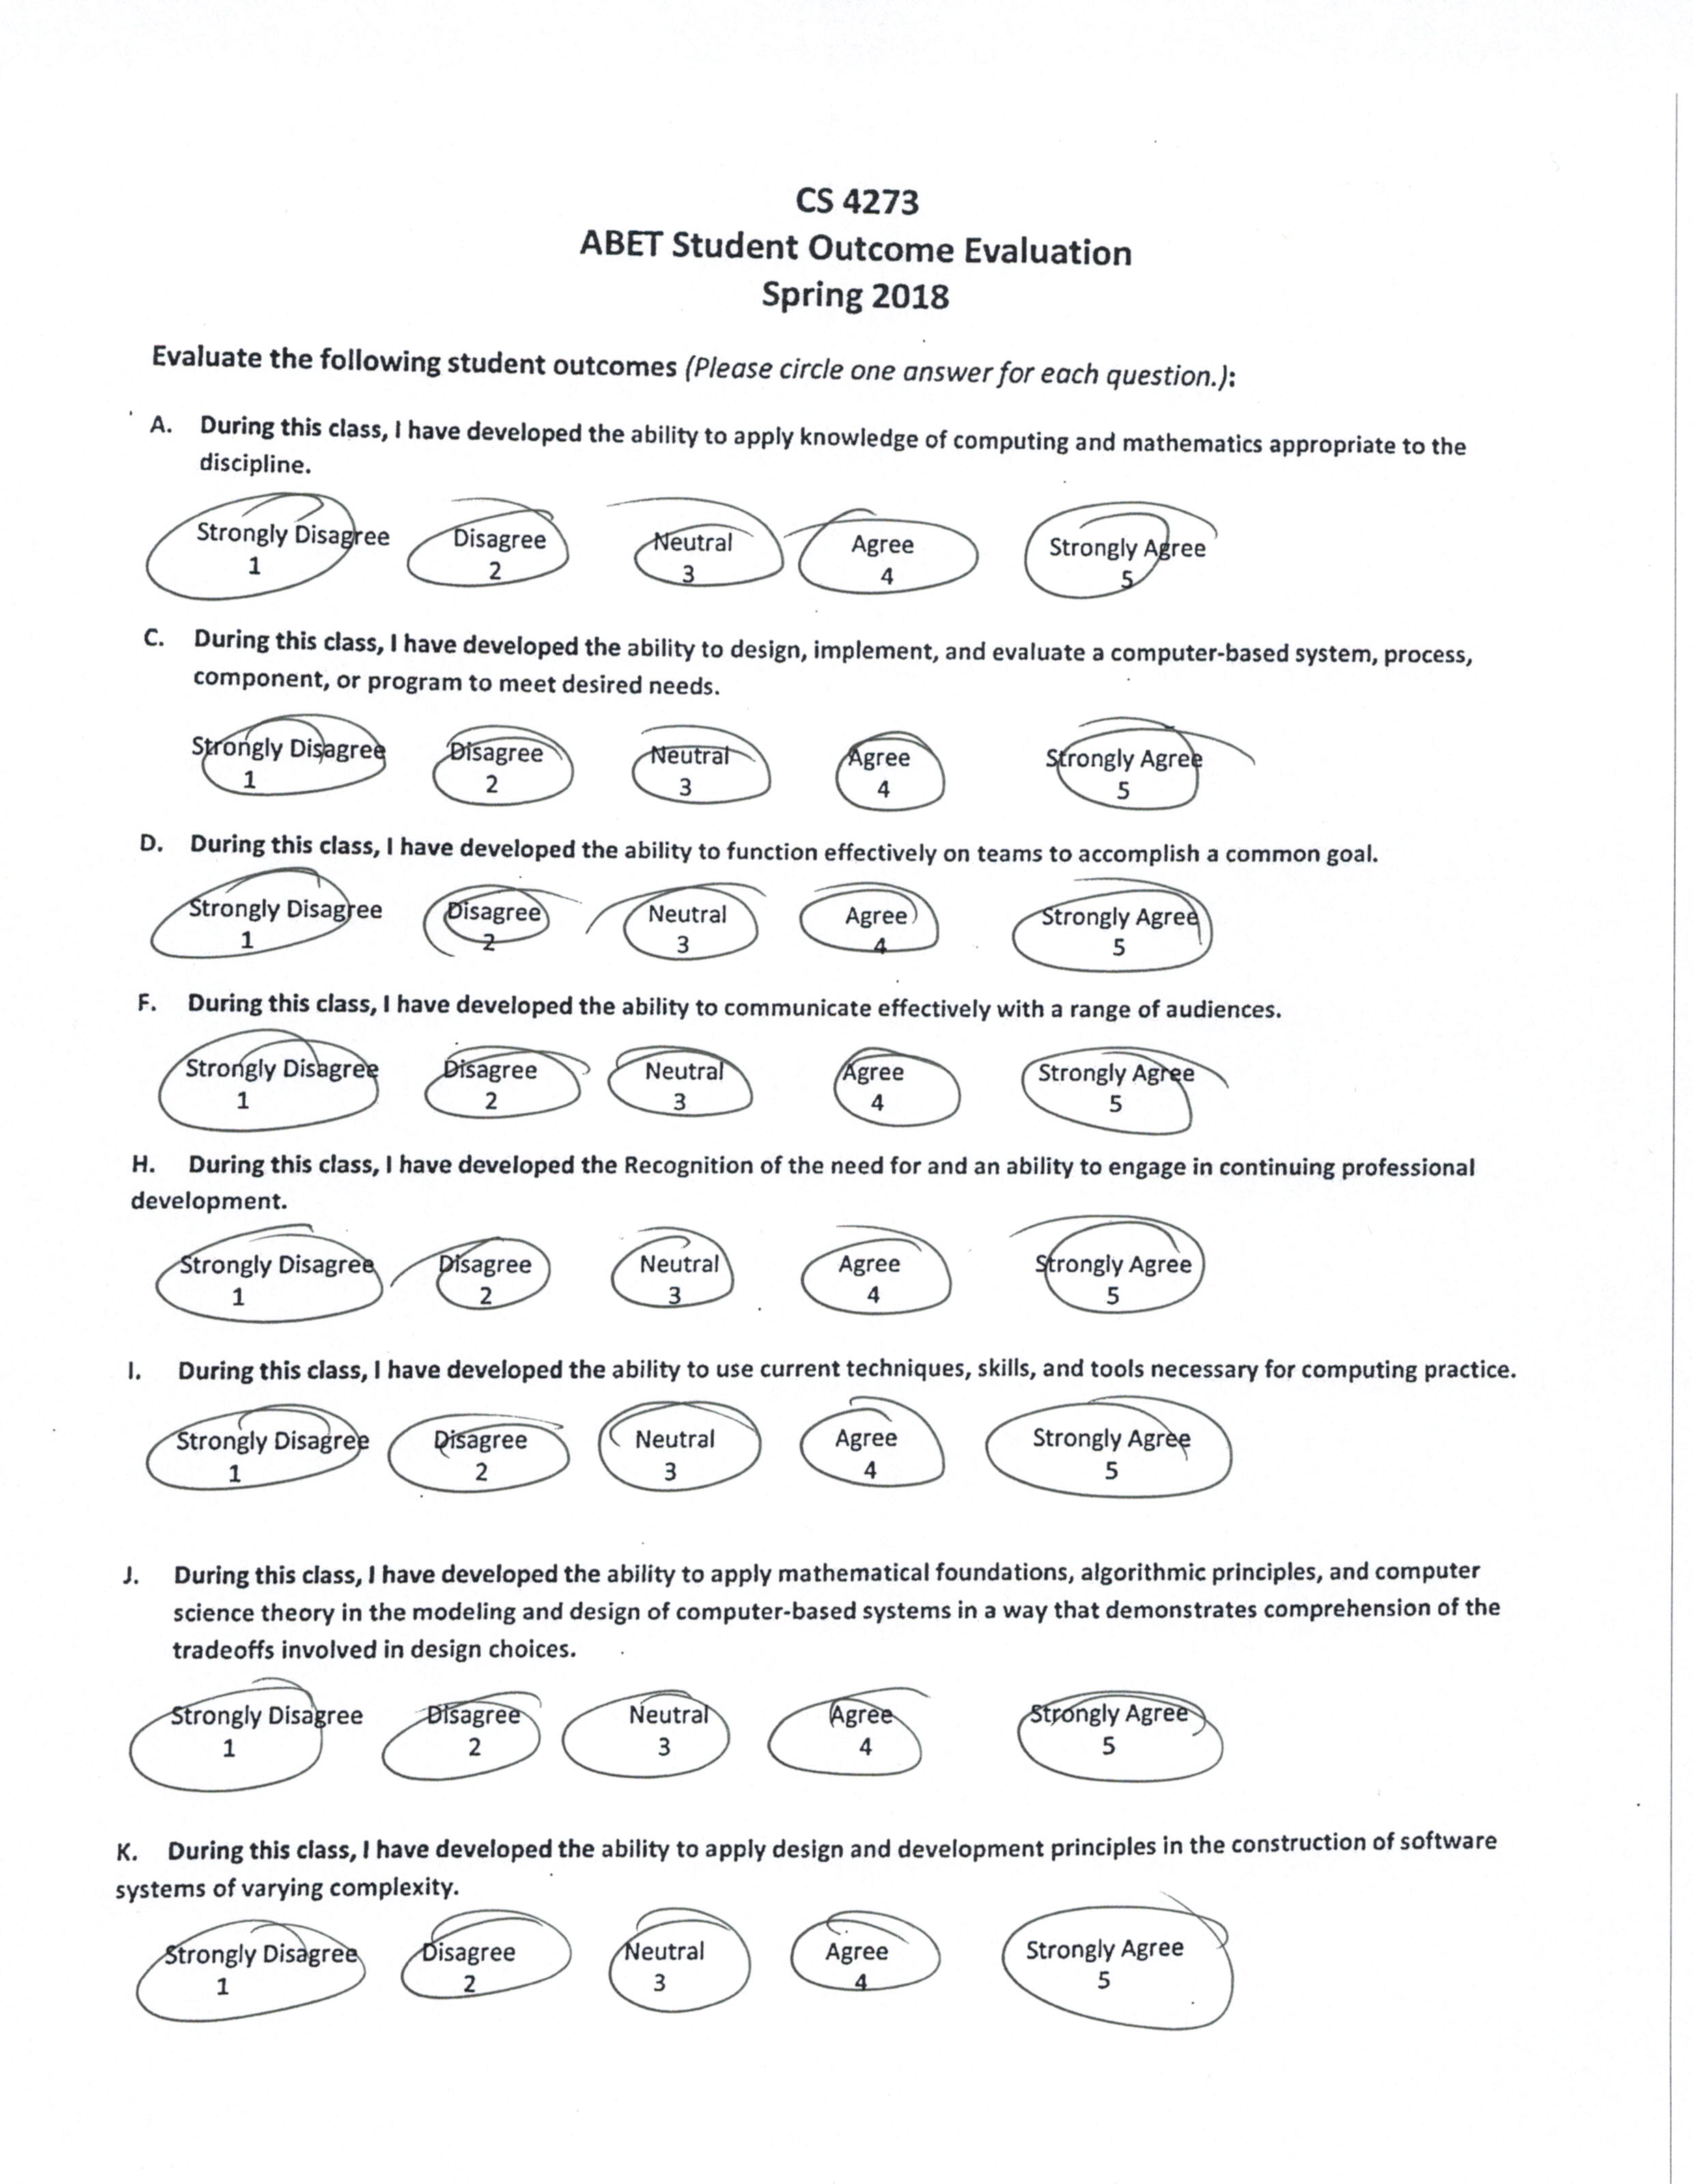 CS 4273
ABET Student Outcome Evaluation
Spring 2018
Evaluate the following student outcomes (Please circle one answer for each question.):
A. During this class, I have developed the ability to apply knowledge of computing and mathematics appropriate to the
discipline.
Strongly Disagree Disagree Neutral Agree Strongly Agree
1 2 3 4 5
C. During this class, I have developed the ability to design, implement, and evaluate a computer-based system, process,
component, or program to meet desired needs.
Strongly Disagree Disagree Neutral Agree Strongly Agree
1 2 3 4 5
D. During this class, I have developed the ability to function effectively on teams to accomplish a common goal.
Strongly Disagree Disagree Neutral Agree Strongly Agree
1 2 3 4 5
F. During this class, I have developed the ability to communicate effectively with a range of audiences.
Strongly Disagree Disagree Neutral Agree Strongly Agree
1 2 3 4 5
H. During this class, I have developed the Recognition of the need for and an ability to engage in continuing professional
development.
Strongly Disagree Disagree Neutral Agree Strongly Agree
1 2 3 4 5
I. During this class, I have developed the ability to use current techniques, skills, and tools necessary for computing practice.
Strongly Disagree Disagree Neutral Agree Strongly Agree
1 2 3 4 5
J. During this class, I have developed the ability to apply mathematical foundations, algorithmic principles, and computer
science theory in the modeling and design of computer-based systems in a way that demonstrates comprehension of the
tradeoffs involved in design choices.
Strongly Disagree Disagree Neutral Agree Strongly Agree
1 2 3 4 5
K. During this class, I have developed the ability to apply design and development principles in the construction of software
systems of varying complexity.
Strongly Disagree Disagree Neutral Agree Strongly Agree
1 2 3 4 5